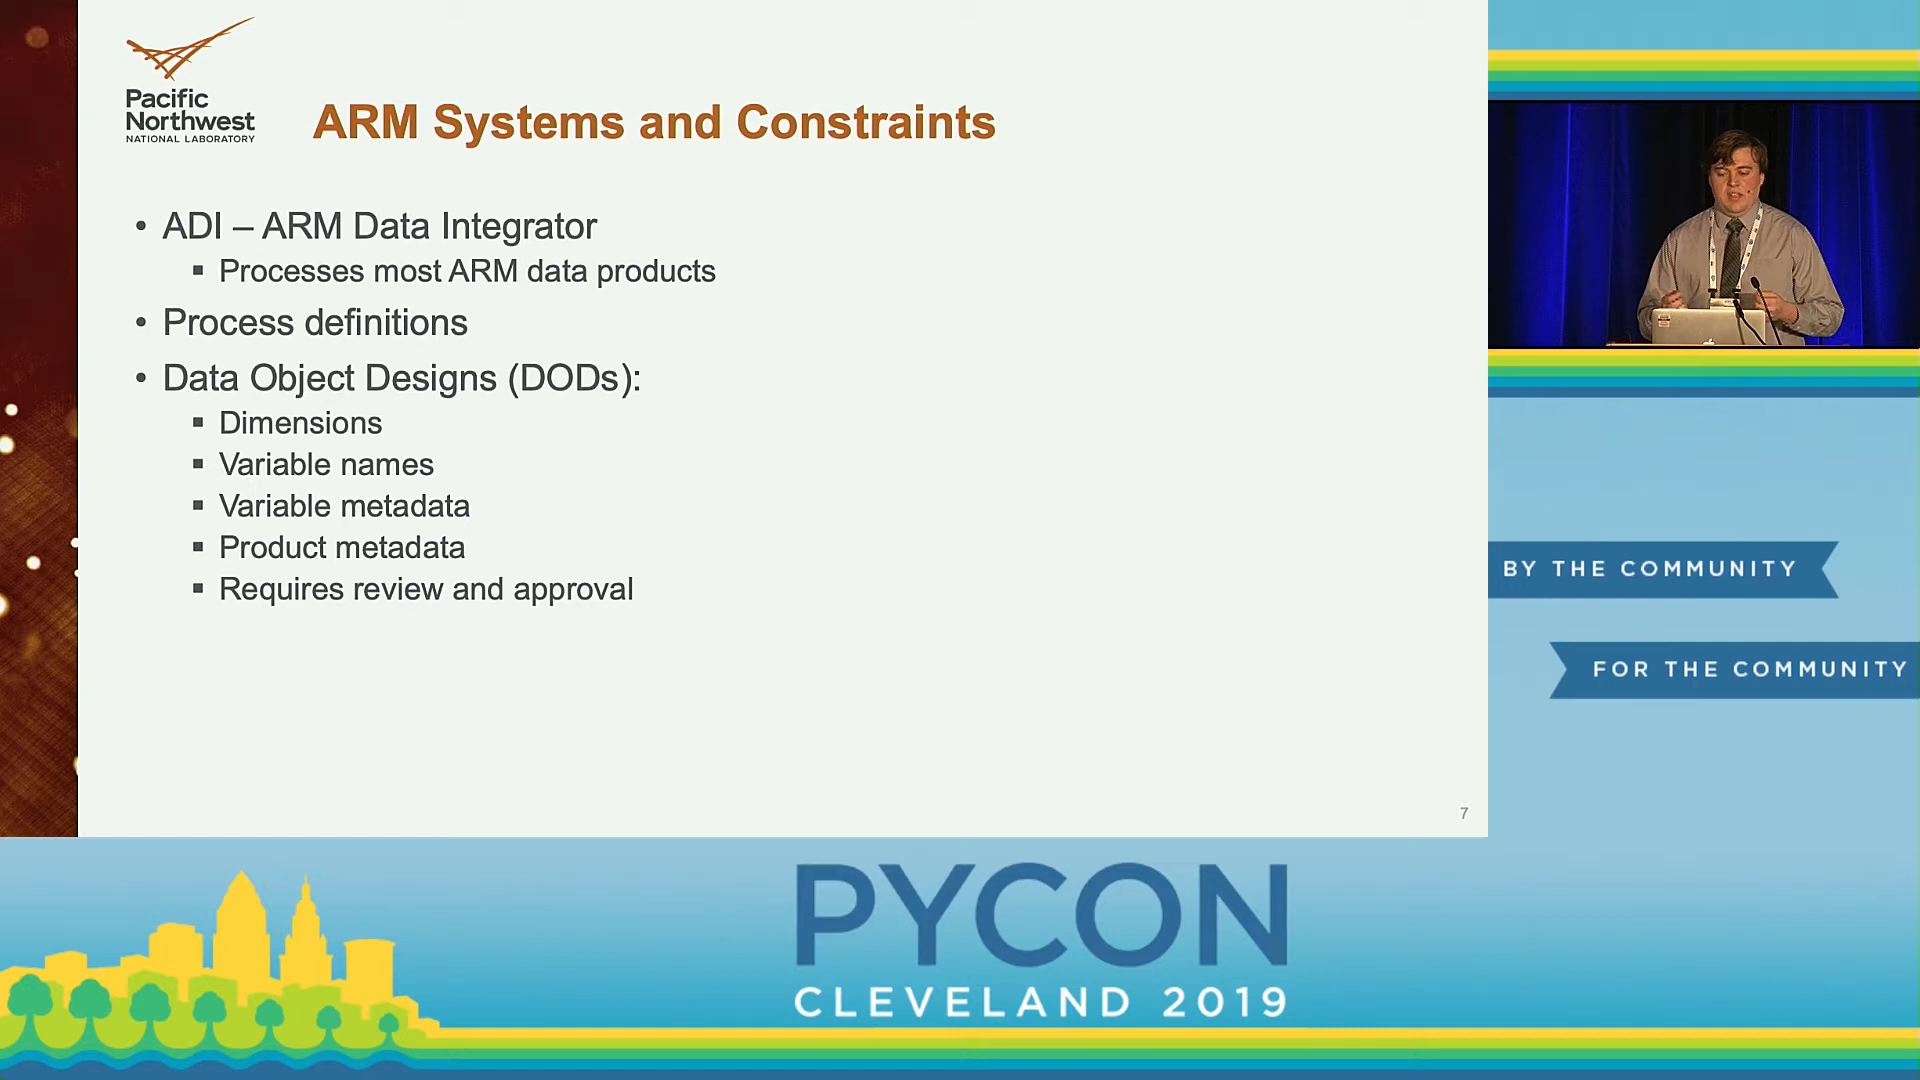 Pacific
Northwest
NATIONAL LABORATORY
ARM Systems and Constraints
• ADI – ARM Data Integrator
▪ Processes most ARM data products
• Process definitions
• Data Object Designs (DODs):
▪ Dimensions
▪ Variable names
▪ Variable metadata
▪ Product metadata
▪ Requires review and approval
7
BY THE COMMUNITY
FOR THE COMMUNITY
PYCON
CLEVELAND 2019